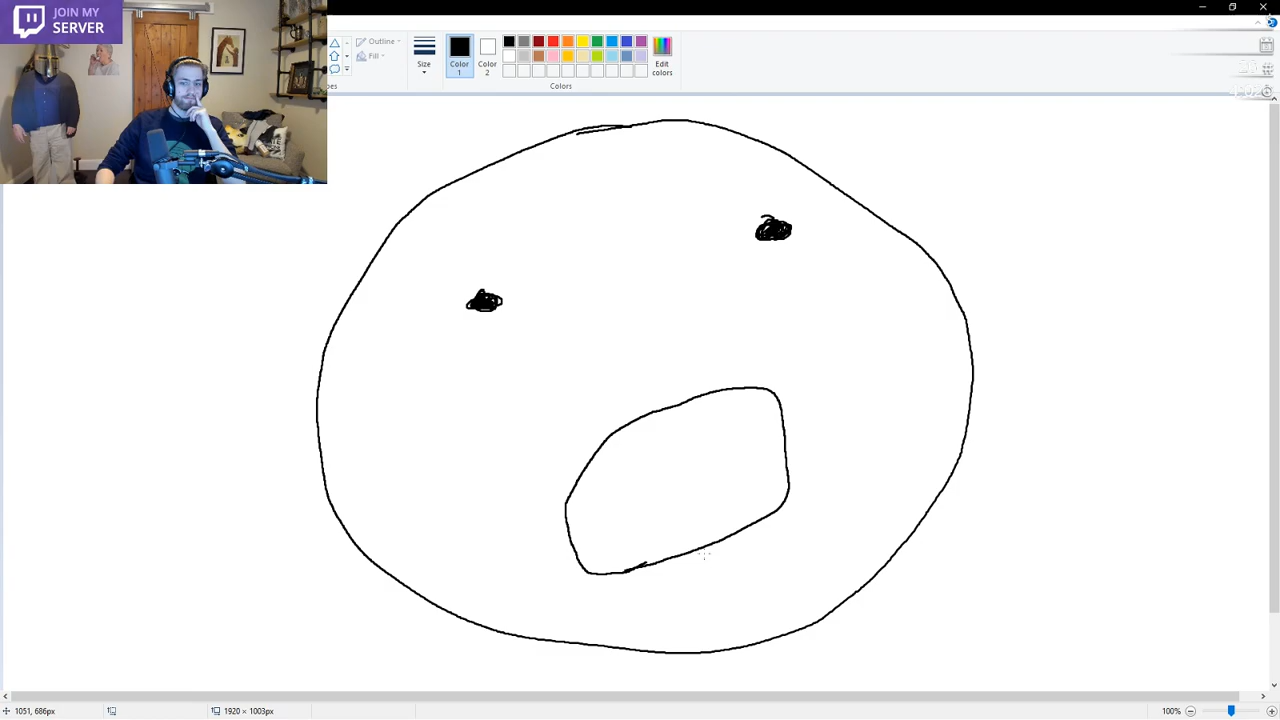 JOIN MY
SERVER
Outline
Fill
Size
Color
1
Color
2
Edit
colors
Colors
1051, 686px
1920 × 1003px
100%